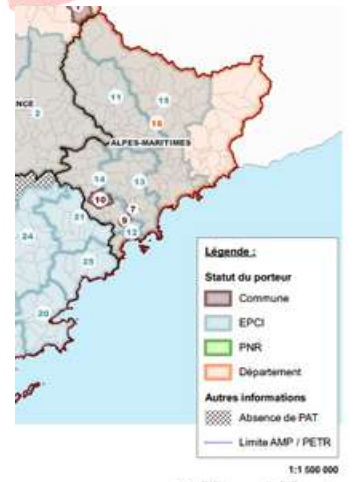 11
15
NCE
2
16
ALPES-MARITIMES
14
13
10
7
9
12
21
24
25
20
Légende :
Statut du porteur
Commune
EPCI
PNR
Département
Autres informations
Absence de PAT
Limite AMP / PETR
1:1 500 000